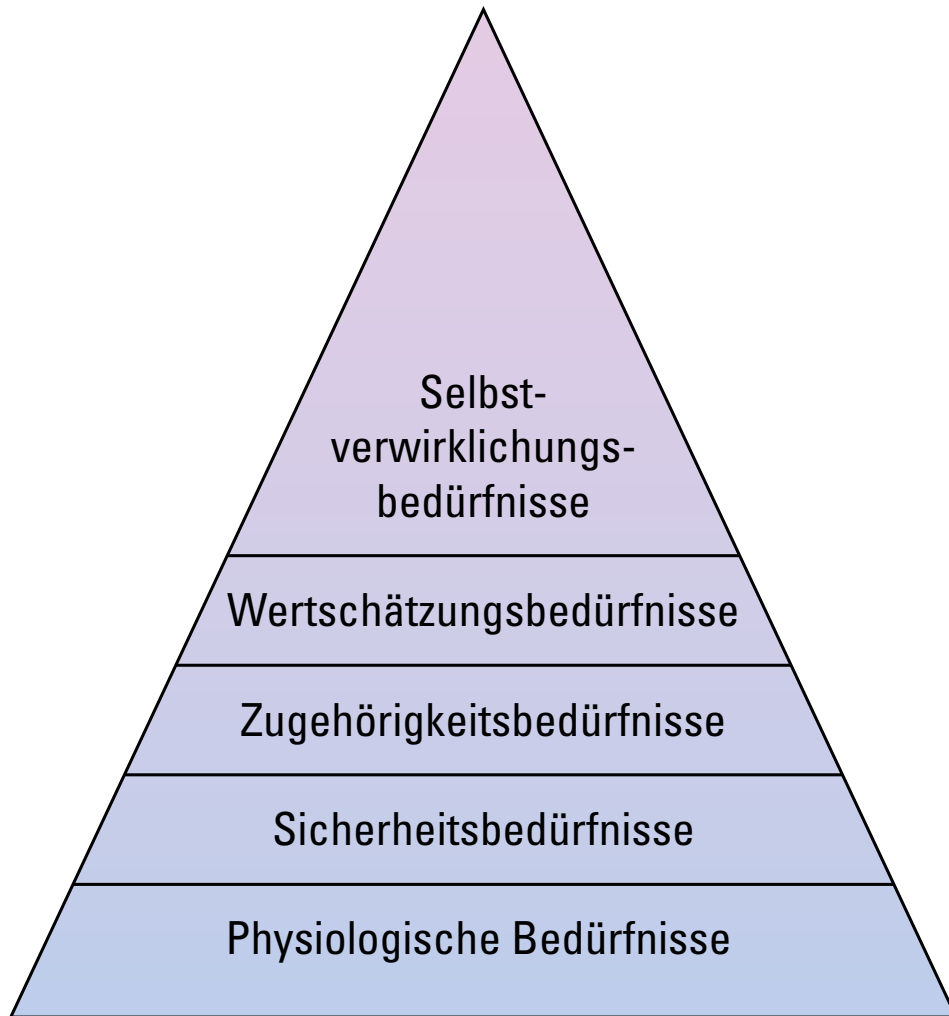 Selbst-
verwirklichungs-
bedürfnisse
Wertschätzungsbedürfnisse
Zugehörigkeitsbedürfnisse
Sicherheitsbedürfnisse
Physiologische Bedürfnisse